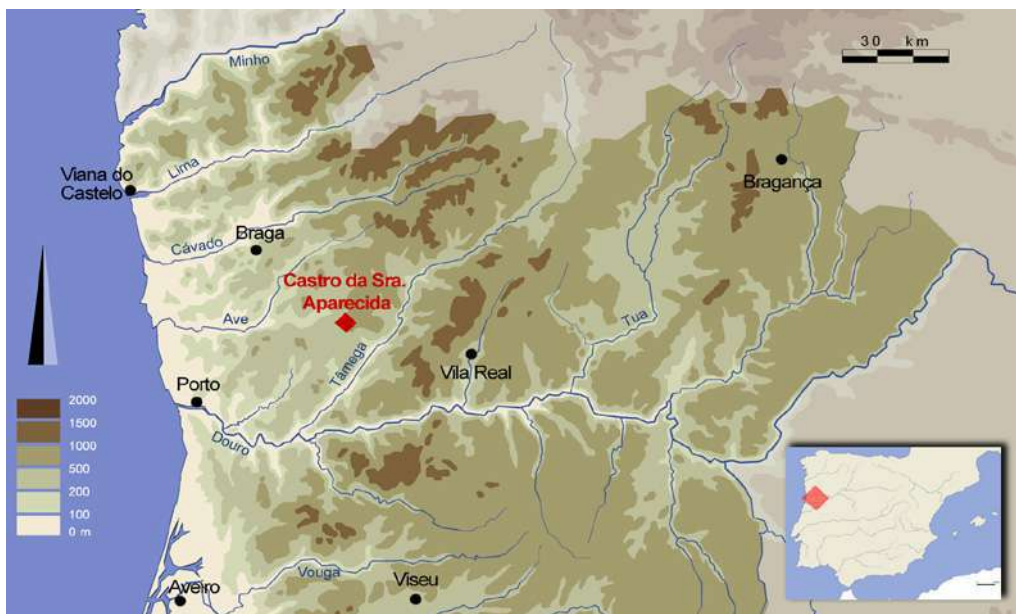 30 km
Minho
Viana do
Castelo
Lima
Bragança
Cávado
Braga
Castro da Sra.
Aparecida
Ave
Tâmega
Tua
Vila Real
Porto
Douro
2000
1500
1000
500
200
100
0 m
Vouga
Viseu
Aveiro